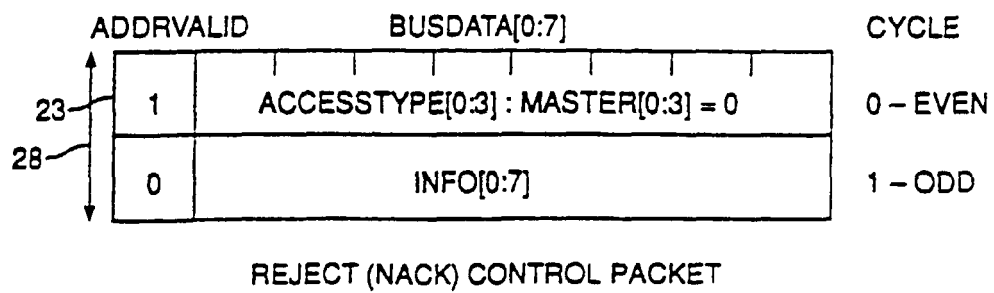 ADDRVALID BUSDATA[0:7] CYCLE
23 1 ACCESSTYPE[0:3] : MASTER[0:3] = 0 0 – EVEN
28
0 INFO[0:7] 1 – ODD
REJECT (NACK) CONTROL PACKET